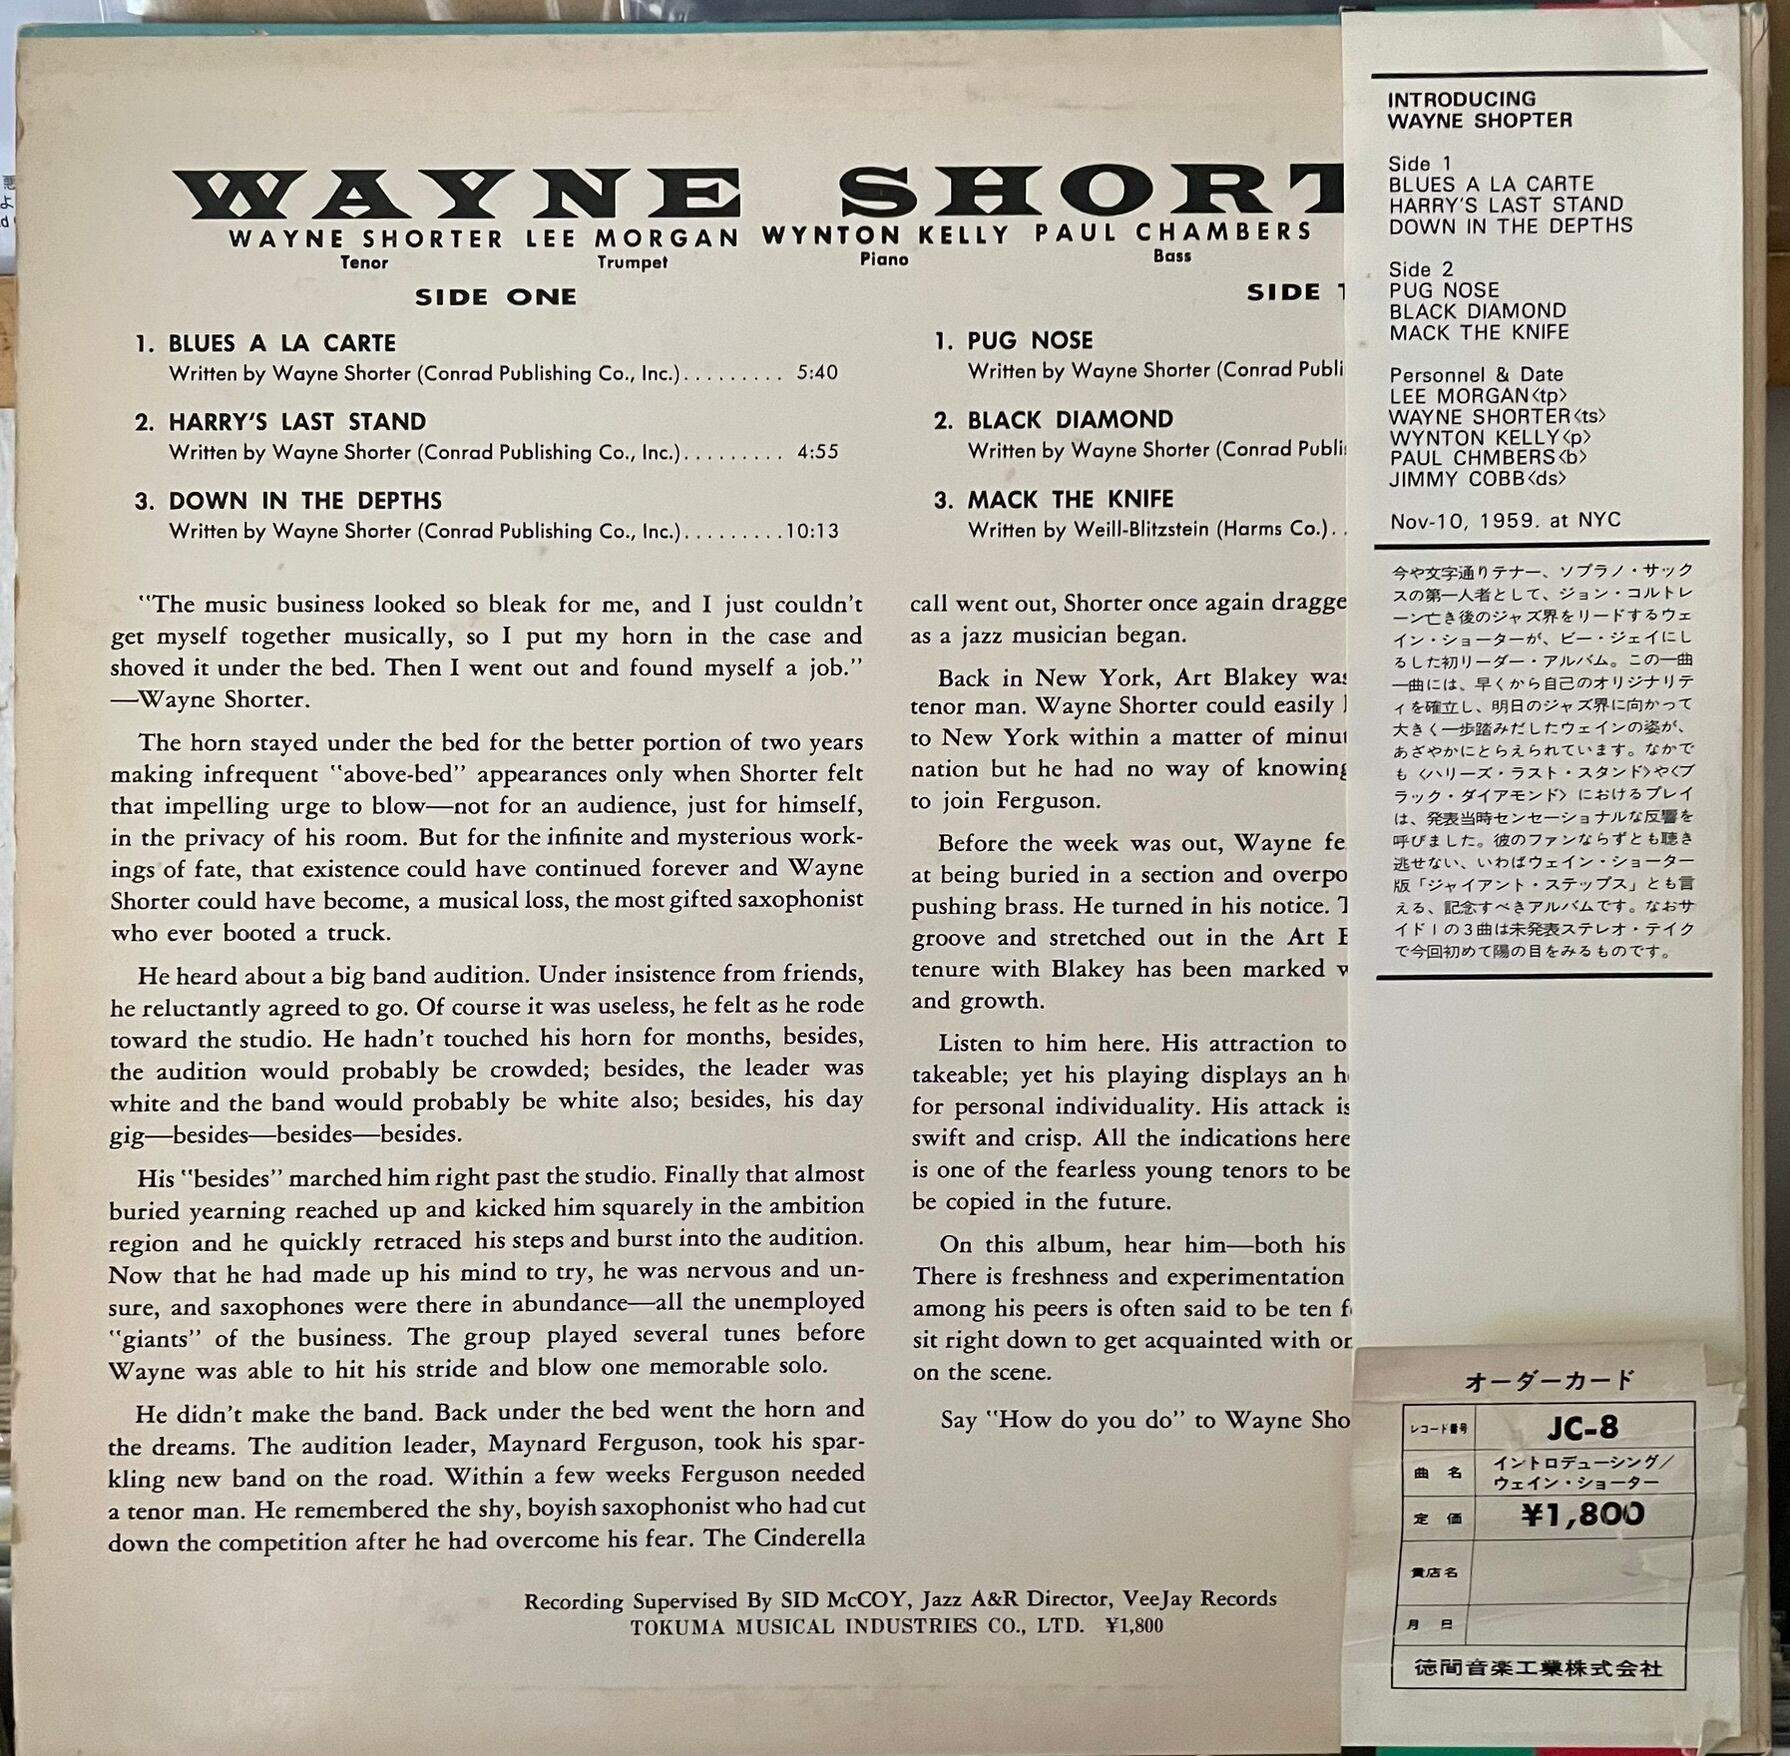 WAYNE SHORT
WAYNE SHORTER LEE MORGAN WYNTON KELLY PAUL CHAMBERS
Tenor Trumpet Piano Bass
SIDE ONE
1. BLUES A LA CARTE
Written by Wayne Shorter (Conrad Publishing Co., Inc.)......... 5:40
2. HARRY'S LAST STAND
Written by Wayne Shorter (Conrad Publishing Co., Inc.)......... 4:55
3. DOWN IN THE DEPTHS
Written by Wayne Shorter (Conrad Publishing Co., Inc.).........10:13
SIDE
1. PUG NOSE
Written by Wayne Shorter (Conrad Publi
2. BLACK DIAMOND
Written by Wayne Shorter (Conrad Publi
3. MACK THE KNIFE
Written by Weill-Blitzstein (Harms Co.)..
"The music business looked so bleak for me, and I just couldn't
get myself together musically, so I put my horn in the case and
shoved it under the bed. Then I went out and found myself a job."
—Wayne Shorter.
The horn stayed under the bed for the better portion of two years
making infrequent "above-bed" appearances only when Shorter felt
that impelling urge to blow—not for an audience, just for himself,
in the privacy of his room. But for the infinite and mysterious work-
ings of fate, that existence could have continued forever and Wayne
Shorter could have become, a musical loss, the most gifted saxophonist
who ever booted a truck.
He heard about a big band audition. Under insistence from friends,
he reluctantly agreed to go. Of course it was useless, he felt as he rode
toward the studio. He hadn't touched his horn for months, besides,
the audition would probably be crowded; besides, the leader was
white and the band would probably be white also; besides, his day
gig—besides—besides—besides.
His "besides" marched him right past the studio. Finally that almost
buried yearning reached up and kicked him squarely in the ambition
region and he quickly retraced his steps and burst into the audition.
Now that he had made up his mind to try, he was nervous and un-
sure, and saxophones were there in abundance—all the unemployed
"giants" of the business. The group played several tunes before
Wayne was able to hit his stride and blow one memorable solo.
He didn't make the band. Back under the bed went the horn and
the dreams. The audition leader, Maynard Ferguson, took his spar-
kling new band on the road. Within a few weeks Ferguson needed
a tenor man. He remembered the shy, boyish saxophonist who had cut
down the competition after he had overcome his fear. The Cinderella
call went out, Shorter once again dragge
as a jazz musician began.
Back in New York, Art Blakey was
tenor man. Wayne Shorter could easily
to New York within a matter of minut
nation but he had no way of knowing
to join Ferguson.
Before the week was out, Wayne fe
at being buried in a section and overpo
pushing brass. He turned in his notice. T
groove and stretched out in the Art B
tenure with Blakey has been marked w
and growth.
Listen to him here. His attraction to
takeable; yet his playing displays an h
for personal individuality. His attack is
swift and crisp. All the indications here
is one of the fearless young tenors to be
be copied in the future.
On this album, hear him—both his
There is freshness and experimentation
among his peers is often said to be ten f
sit right down to get acquainted with or
on the scene.
Say "How do you do" to Wayne Sho
Recording Supervised By SID McCOY, Jazz A&R Director, VeeJay Records
TOKUMA MUSICAL INDUSTRIES CO., LTD. ¥1,800
INTRODUCING
WAYNE SHOPTER
Side 1
BLUES A LA CARTE
HARRY'S LAST STAND
DOWN IN THE DEPTHS
Side 2
PUG NOSE
BLACK DIAMOND
MACK THE KNIFE
Personnel & Date
LEE MORGAN<tp>
WAYNE SHORTER<ts>
WYNTON KELLY<p>
PAUL CHMBERS<b>
JIMMY COBB<ds>
Nov-10, 1959. at NYC
今や文字通りテナー、ソプラノ・サック
スの第一人者として、ジョン・コルトレ
ーン亡き後のジャズ界をリードするウェ
イン・ショーターが、ビー・ジェイにし
るした初リーダー・アルバム。この一曲
一曲には、早くから自己のオリジナリテ
ィを確立し、明日のジャズ界に向かって
大きく一歩踏みだしたウェインの姿が、
あざやかにとらえられています。なかで
も〈ハリーズ・ラスト・スタンド〉や〈ブ
ラック・ダイアモンド〉におけるプレイ
は、発表当時センセーショナルな反響を
呼びました。彼のファンならずとも聴き
逃せない、いわばウェイン・ショーター
版「ジャイアント・ステップス」とも言
える、記念すべきアルバムです。なおサ
イドIの3曲は未発表ステレオ・テイク
で今回初めて陽の目をみるものです。
オーダーカード
レコード番号 JC-8
曲名 イントロデューシング/
ウェイン・ショーター
定価 ¥1,800
貴店名
月日
徳間音楽工業株式会社